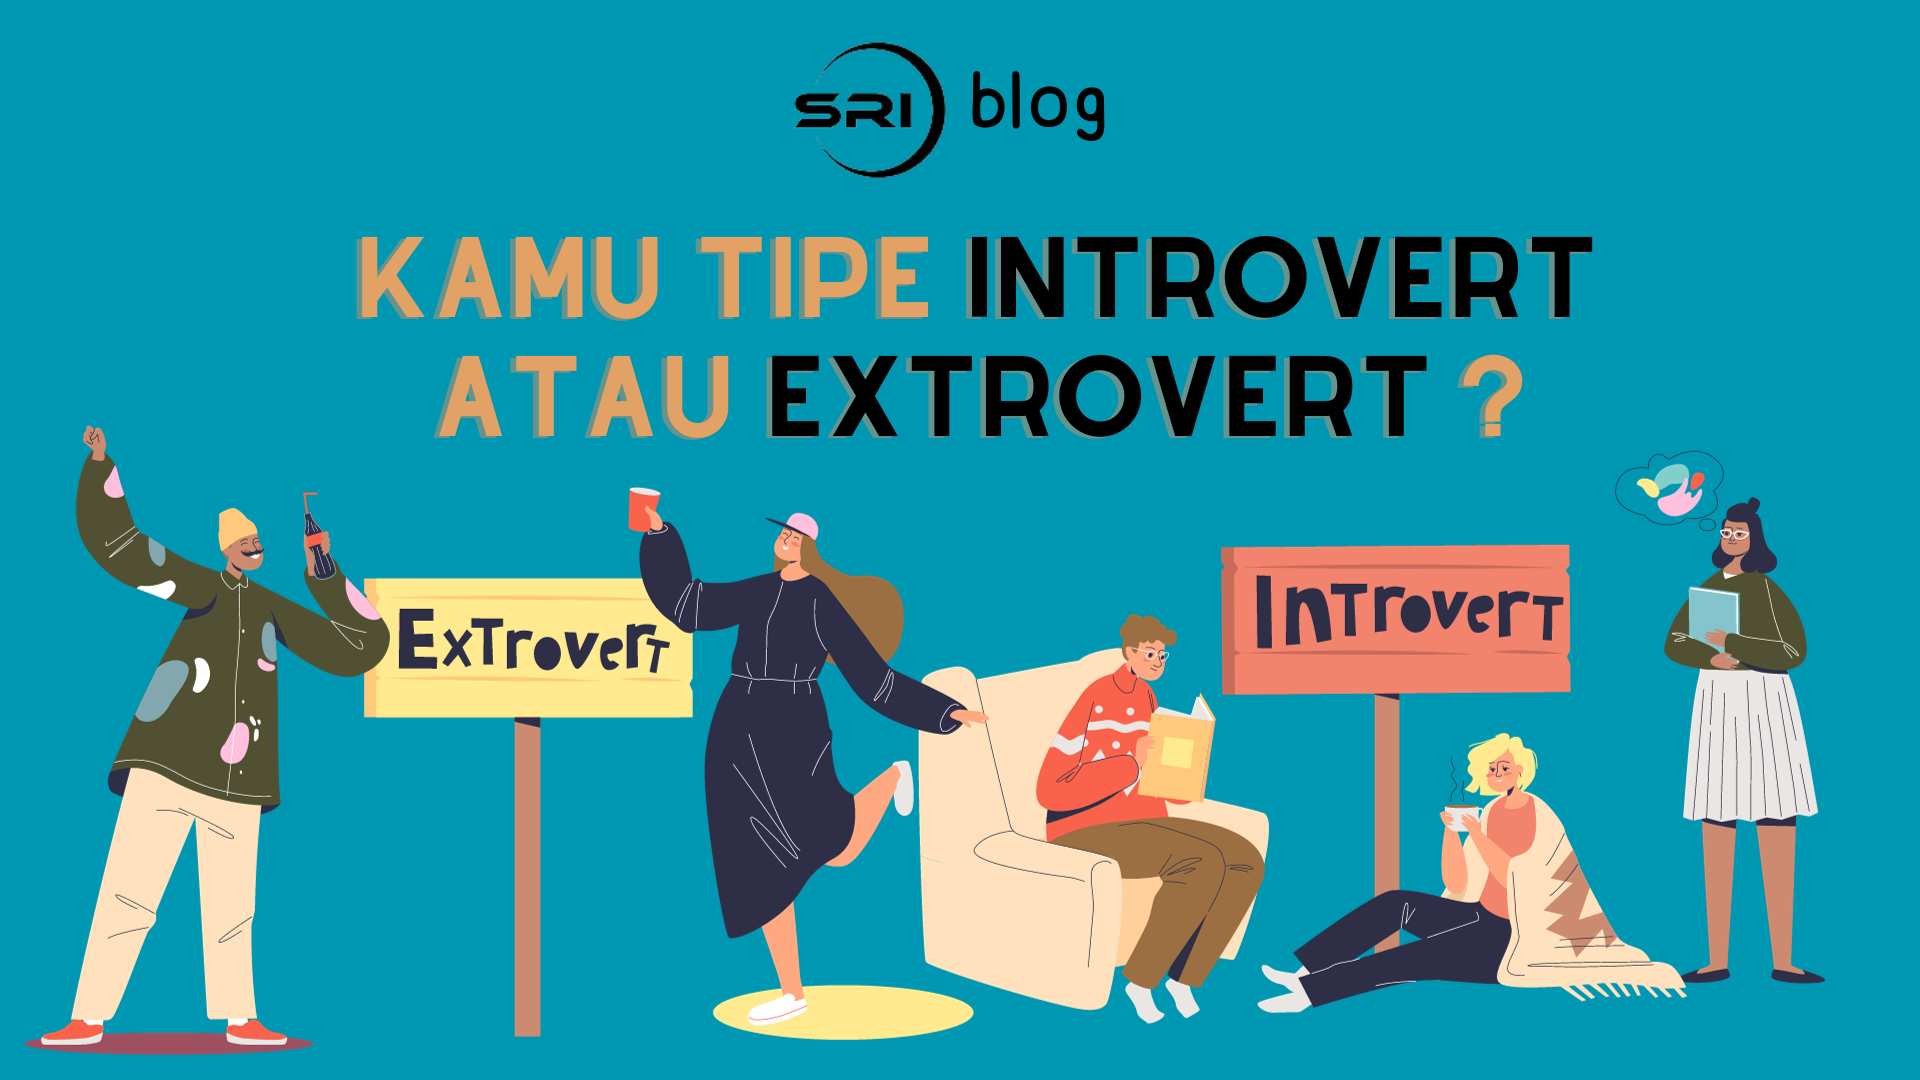 SRI blog
KAMU TIPE INTROVERT
ATAU EXTROVERT ?
ExTroverT
InTroverT